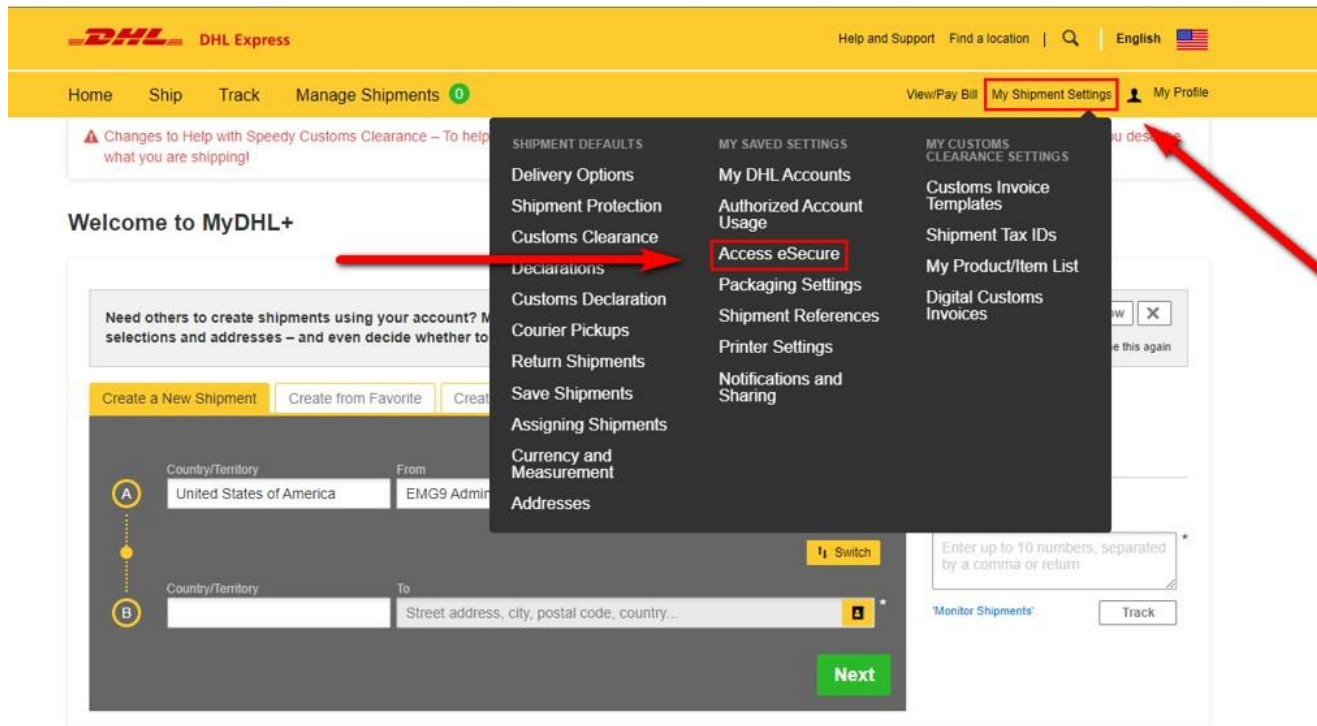 DHL DHL Express
Help and Support Find a location | English
Home Ship Track Manage Shipments 0
View/Pay Bill My Shipment Settings My Profile
Changes to Help with Speedy Customs Clearance – To help
what you are shipping!
SHIPMENT DEFAULTS
Delivery Options
Shipment Protection
Customs Clearance
Declarations
Customs Declaration
Courier Pickups
Return Shipments
Save Shipments
Assigning Shipments
Currency and
Measurement
Addresses
MY SAVED SETTINGS
My DHL Accounts
Authorized Account
Usage
Access eSecure
Packaging Settings
Shipment References
Printer Settings
Notifications and
Sharing
MY CUSTOMS
CLEARANCE SETTINGS
Customs Invoice
Templates
Shipment Tax IDs
My Product/Item List
Digital Customs
Invoices
Welcome to MyDHL+
Need others to create shipments using your account?
selections and addresses – and even decide whether to
this again
Create a New Shipment Create from Favorite
Country/Territory From
A United States of America EMG9
Switch
Country/Territory To
B Street address, city, postal code, country... *
Next
Enter up to 10 numbers, separated *
by a comma or return
'Monitor Shipments' Track